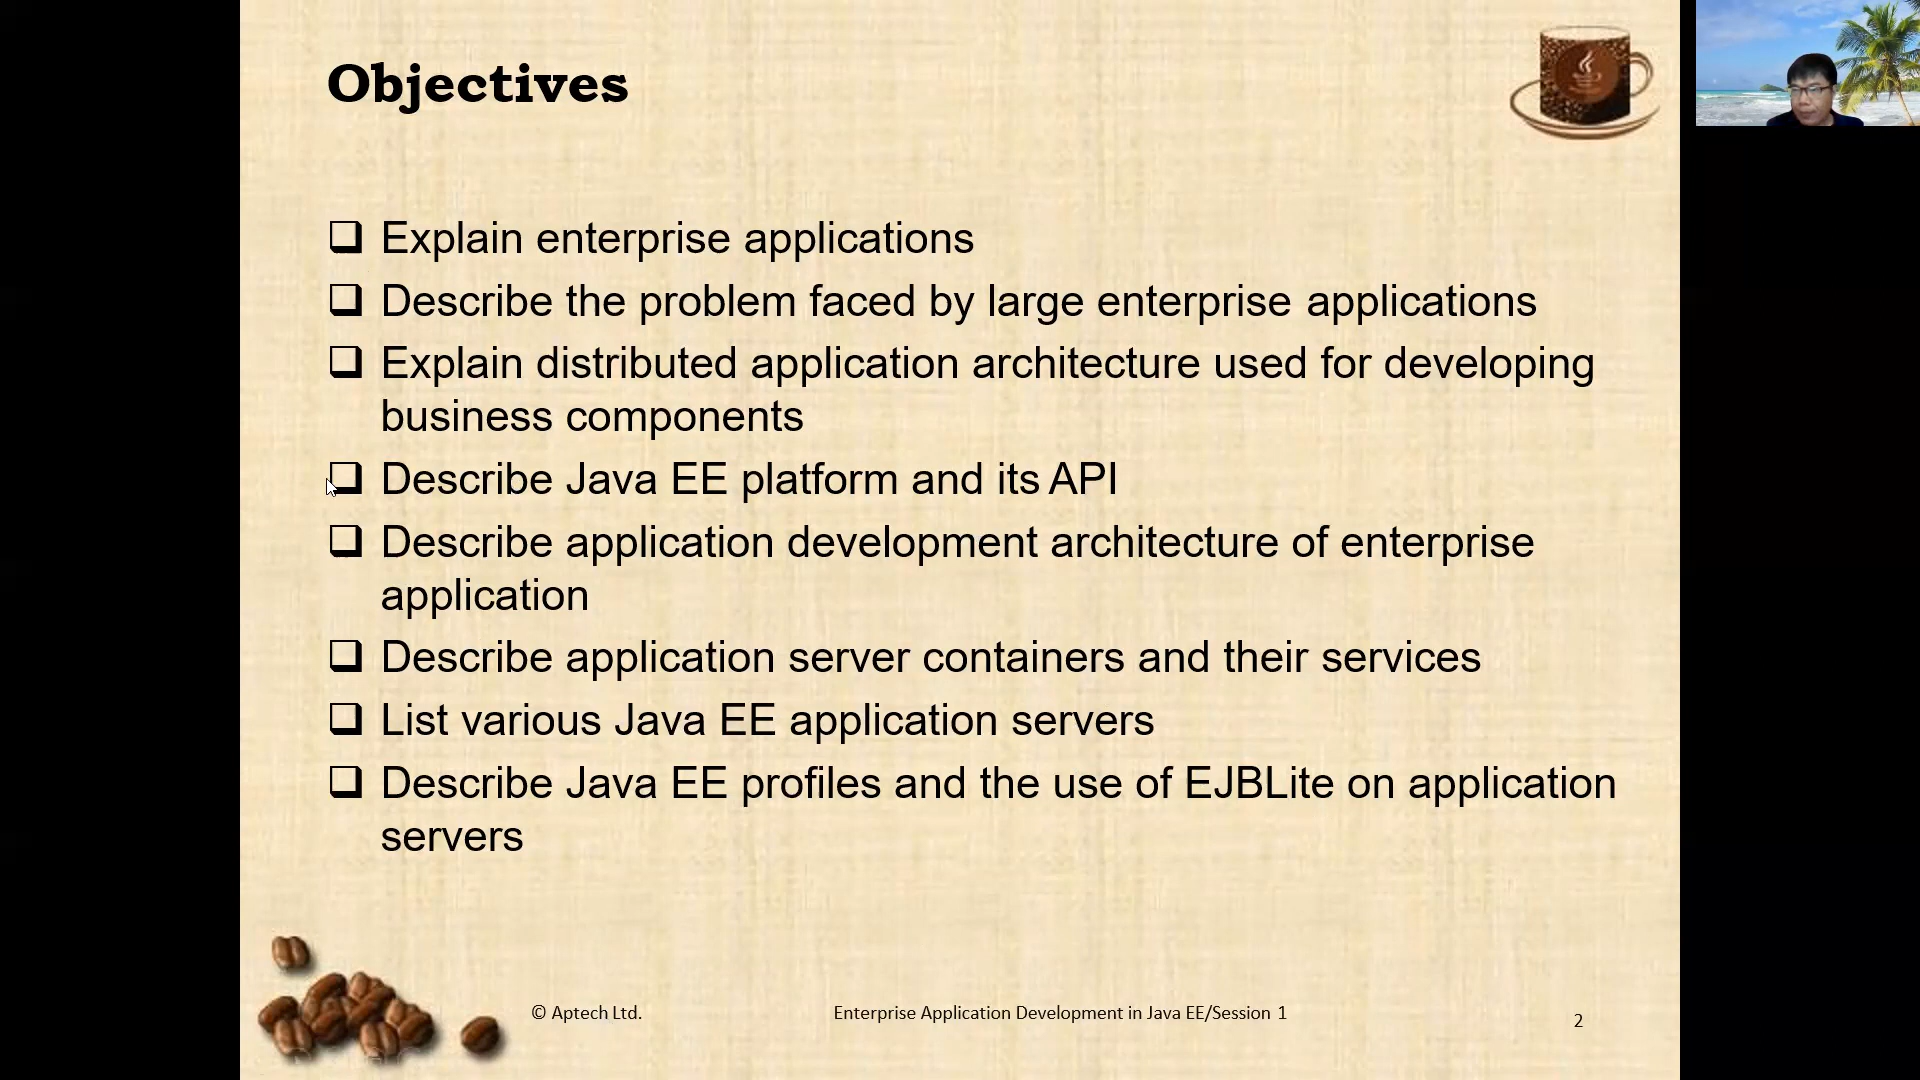 Objectives
Explain enterprise applications
Describe the problem faced by large enterprise applications
Explain distributed application architecture used for developing
business components
Describe Java EE platform and its API
Describe application development architecture of enterprise
application
Describe application server containers and their services
List various Java EE application servers
Describe Java EE profiles and the use of EJBLite on application
servers
© Aptech Ltd.
Enterprise Application Development in Java EE/Session 1
2